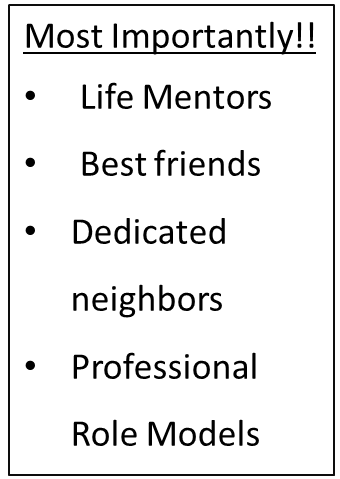 Most Importantly!!
• Life Mentors
• Best friends
• Dedicated
neighbors
• Professional
Role Models